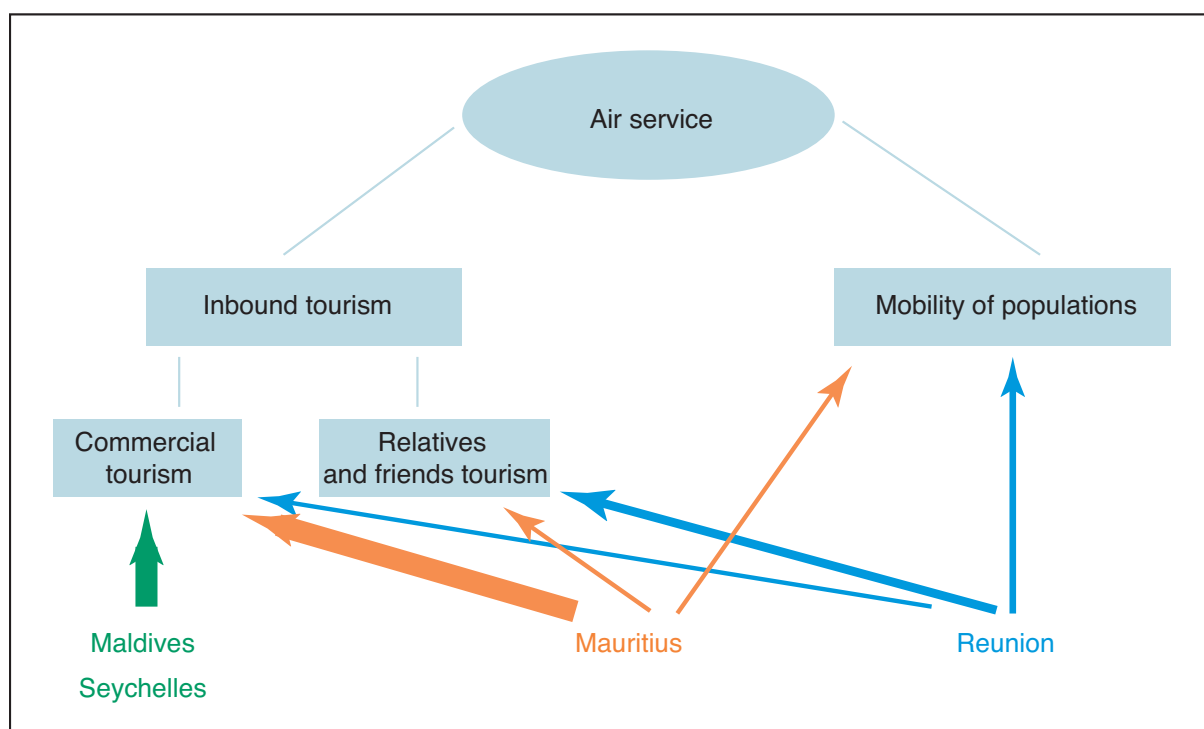 Air service
Inbound tourism
Mobility of populations
Commercial
tourism
Relatives
and friends tourism
Maldives
Seychelles
Mauritius
Reunion